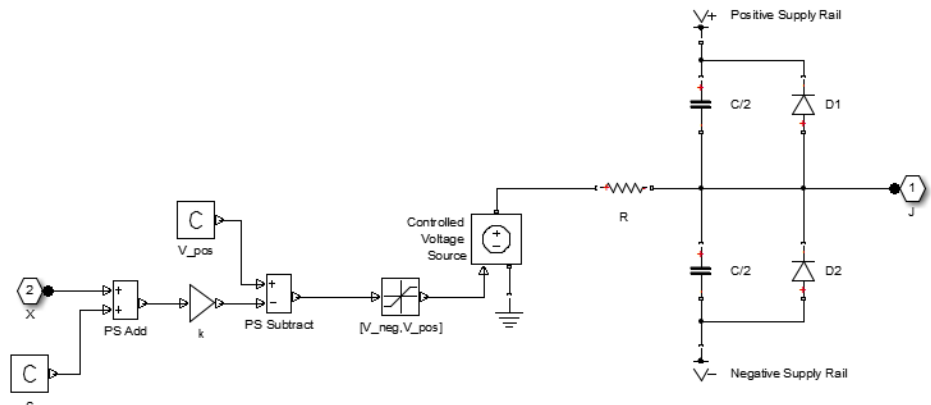 V+ Positive Supply Rail
C/2
D1
1
J
R
Controlled
Voltage
Source
C
V_pos
C/2
D2
2
X
PS Add
k
PS Subtract
[V_neg,V_pos]
C
V- Negative Supply Rail